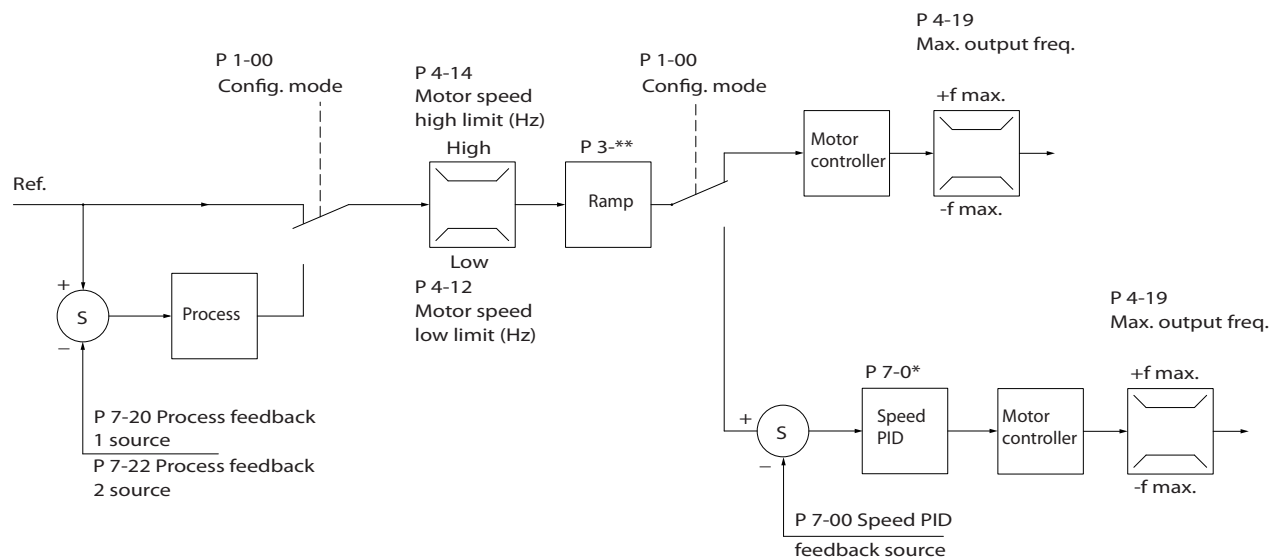 P 4-19
Max. output freq.
P 1-00
Config. mode
P 4-14
Motor speed
high limit (Hz)
High
P 1-00
Config. mode
+f max.
P 3-**
Motor
controller
Ref.
Ramp
-f max.
Low
P 4-12
Motor speed
low limit (Hz)
+
S
Process
–
P 4-19
Max. output freq.
P 7-20 Process feedback
1 source
P 7-22 Process feedback
2 source
P 7-0*
+f max.
+
S
Speed
PID
Motor
controller
–
-f max.
P 7-00 Speed PID
feedback source